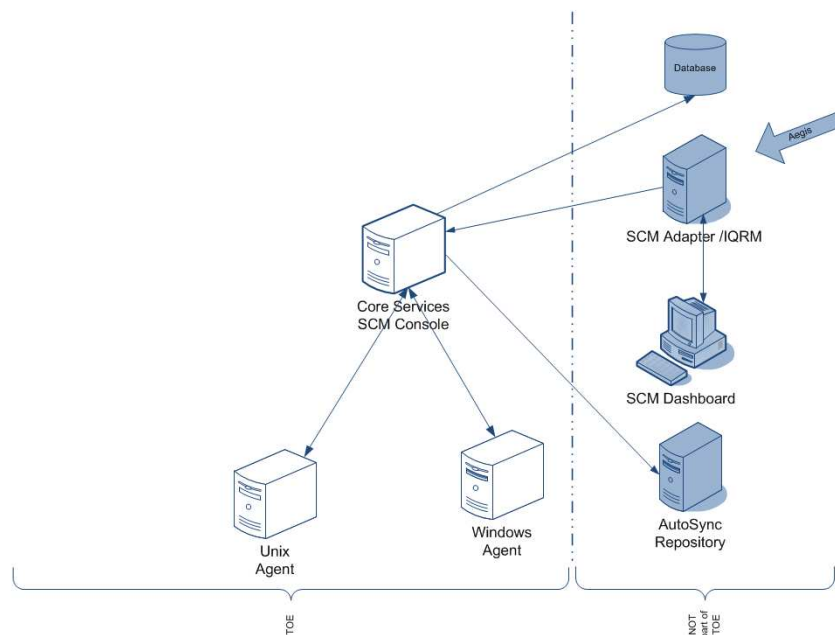 Database
Aegis
SCM Adapter /IQRM
Core Services
SCM Console
SCM Dashboard
Unix
Agent
Windows
Agent
AutoSync
Repository
TOE
NOT
part of
TOE